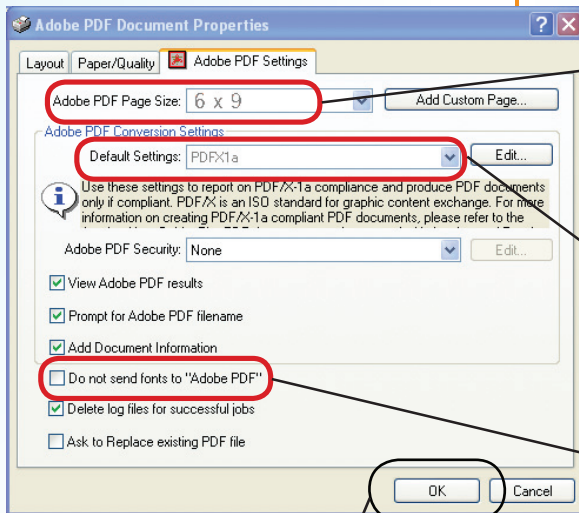 Adobe PDF Document Properties
Layout Paper/Quality Adobe PDF Settings
Adobe PDF Page Size: 6 x 9 Add Custom Page...
Adobe PDF Conversion Settings
Default Settings: PDFX1a Edit...
Use these settings to report on PDF/X-1a compliance and produce PDF documents
only if compliant. PDF/X is an ISO standard for graphic content exchange. For more
information on creating PDF/X-1a compliant PDF documents, please refer to the
Adobe PDF Security: None Edit...
View Adobe PDF results
Prompt for Adobe PDF filename
Add Document Information
Do not send fonts to "Adobe PDF"
Delete log files for successful jobs
Ask to Replace existing PDF file
OK Cancel